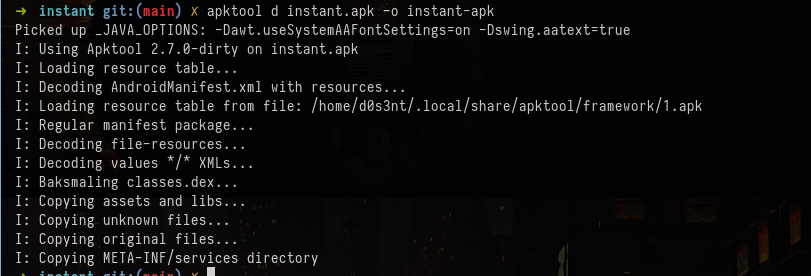 → instant git:(main) ✗ apktool d instant.apk -o instant-apk
Picked up _JAVA_OPTIONS: -Dawt.useSystemAAFontSettings=on -Dswing.aatext=true
I: Using Apktool 2.7.0-dirty on instant.apk
I: Loading resource table...
I: Decoding AndroidManifest.xml with resources...
I: Loading resource table from file: /home/d0s3nt/.local/share/apktool/framework/1.apk
I: Regular manifest package...
I: Decoding file-resources...
I: Decoding values */* XMLs...
I: Baksmaling classes.dex...
I: Copying assets and libs...
I: Copying unknown files...
I: Copying original files...
I: Copying META-INF/services directory
→ instant git:(main) ✗